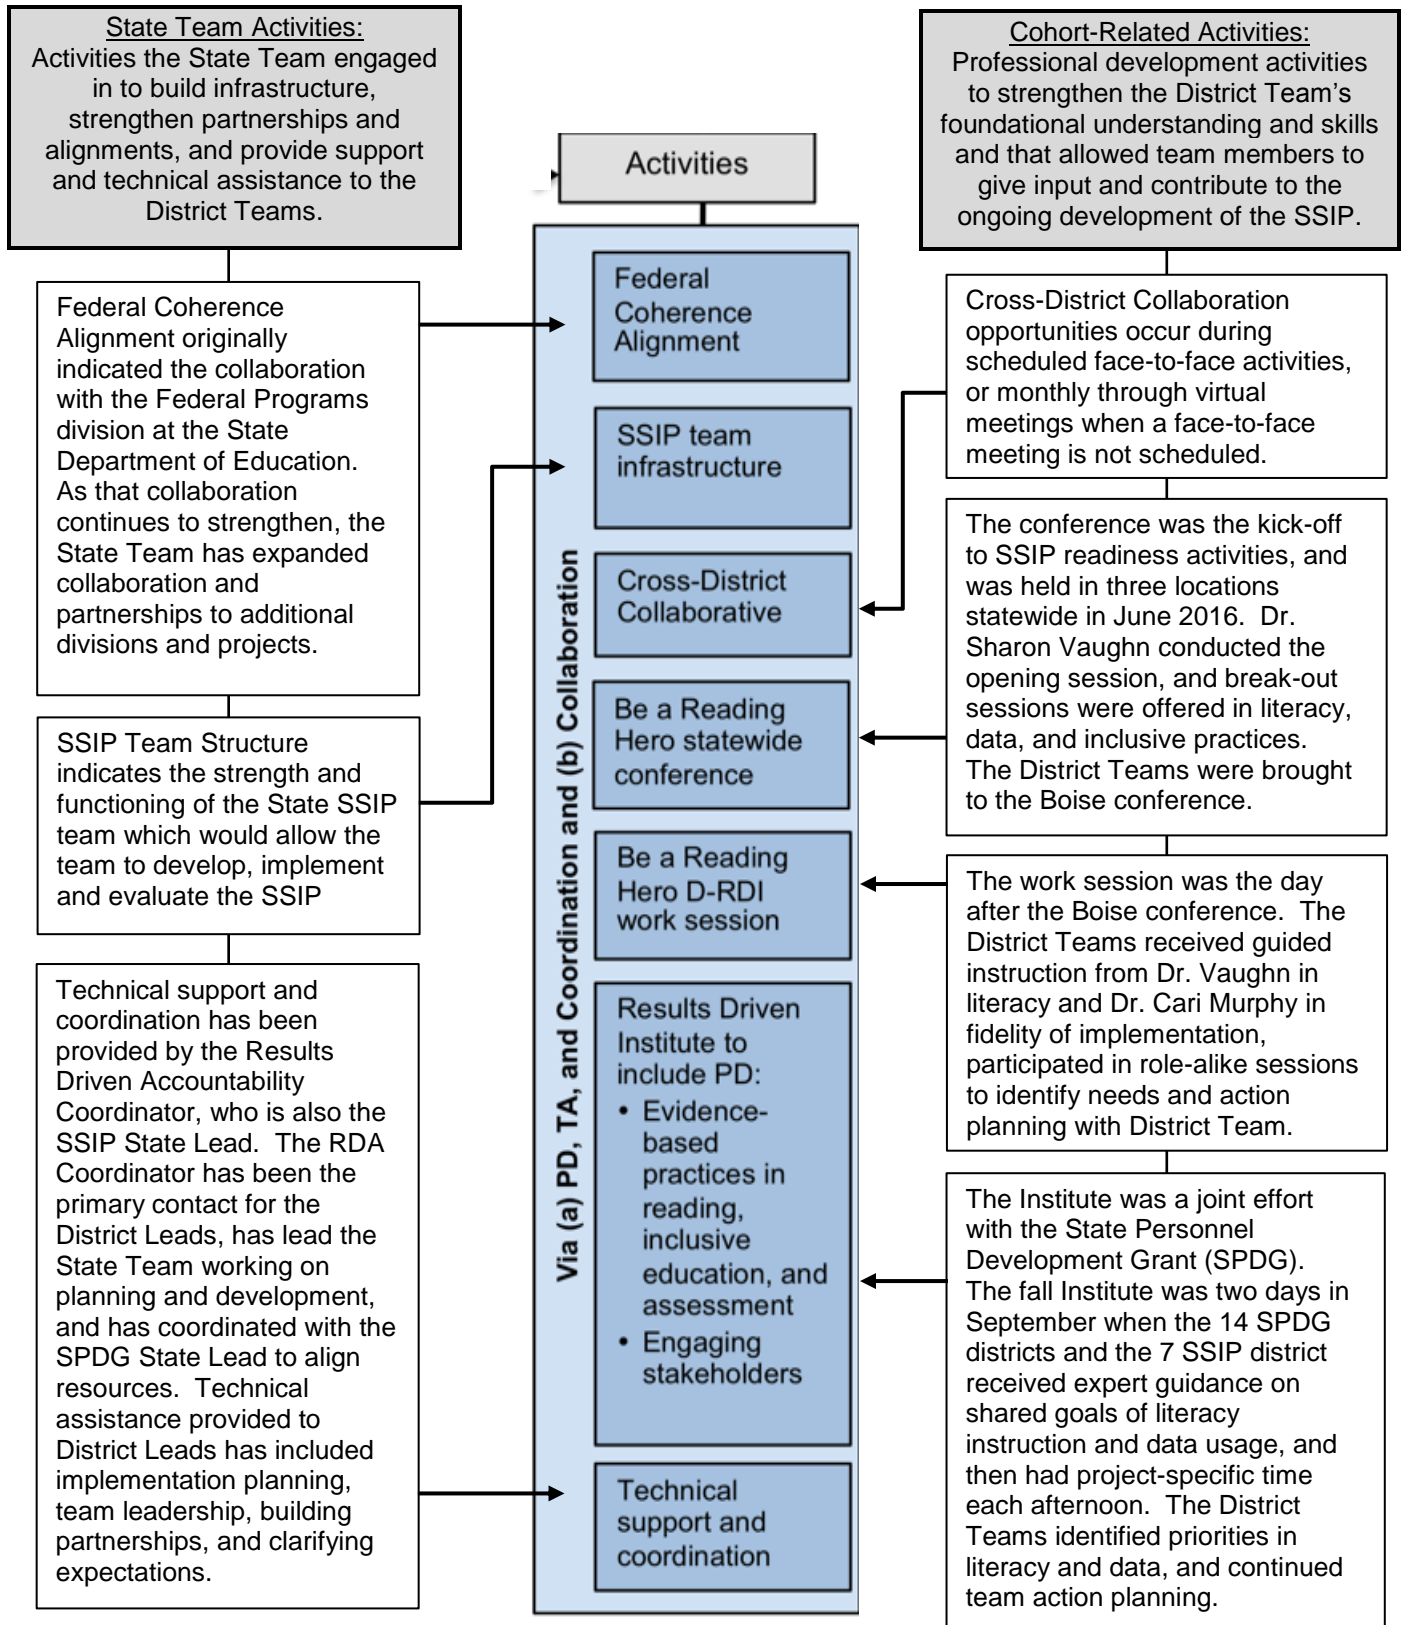 State Team Activities:
Activities the State Team engaged
in to build infrastructure,
strengthen partnerships and
alignments, and provide support
and technical assistance to the
District Teams.
Federal Coherence
Alignment originally
indicated the collaboration
with the Federal Programs
division at the State
Department of Education.
As that collaboration
continues to strengthen, the
State Team has expanded
collaboration and
partnerships to additional
divisions and projects.
SSIP Team Structure
indicates the strength and
functioning of the State SSIP
team which would allow the
team to develop, implement
and evaluate the SSIP
Technical support and
coordination has been
provided by the Results
Driven Accountability
Coordinator, who is also the
SSIP State Lead.  The RDA
Coordinator has been the
primary contact for the
District Leads, has lead the
State Team working on
planning and development,
and has coordinated with the
SPDG State Lead to align
resources.  Technical
assistance provided to
District Leads has included
implementation planning,
team leadership, building
partnerships, and clarifying
expectations.
Activities
Via (a) PD, TA, and Coordination and (b) Collaboration
Federal
Coherence
Alignment
SSIP team
infrastructure
Cross-District
Collaborative
Be a Reading
Hero statewide
conference
Be a Reading
Hero D-RDI
work session
Results Driven
Institute to
include PD:
• Evidence-
based
practices in
reading,
inclusive
education, and
assessment
• Engaging
stakeholders
Technical
support and
coordination
Cohort-Related Activities:
Professional development activities
to strengthen the District Team's
foundational understanding and skills
and that allowed team members to
give input and contribute to the
ongoing development of the SSIP.
Cross-District Collaboration
opportunities occur during
scheduled face-to-face activities,
or monthly through virtual
meetings when a face-to-face
meeting is not scheduled.
The conference was the kick-off
to SSIP readiness activities, and
was held in three locations
statewide in June 2016.  Dr.
Sharon Vaughn conducted the
opening session, and break-out
sessions were offered in literacy,
data, and inclusive practices.
The District Teams were brought
to the Boise conference.
The work session was the day
after the Boise conference.  The
District Teams received guided
instruction from Dr. Vaughn in
literacy and Dr. Cari Murphy in
fidelity of implementation,
participated in role-alike sessions
to identify needs and action
planning with District Team.
The Institute was a joint effort
with the State Personnel
Development Grant (SPDG).
The fall Institute was two days in
September when the 14 SPDG
districts and the 7 SSIP district
received expert guidance on
shared goals of literacy
instruction and data usage, and
then had project-specific time
each afternoon.  The District
Teams identified priorities in
literacy and data, and continued
team action planning.